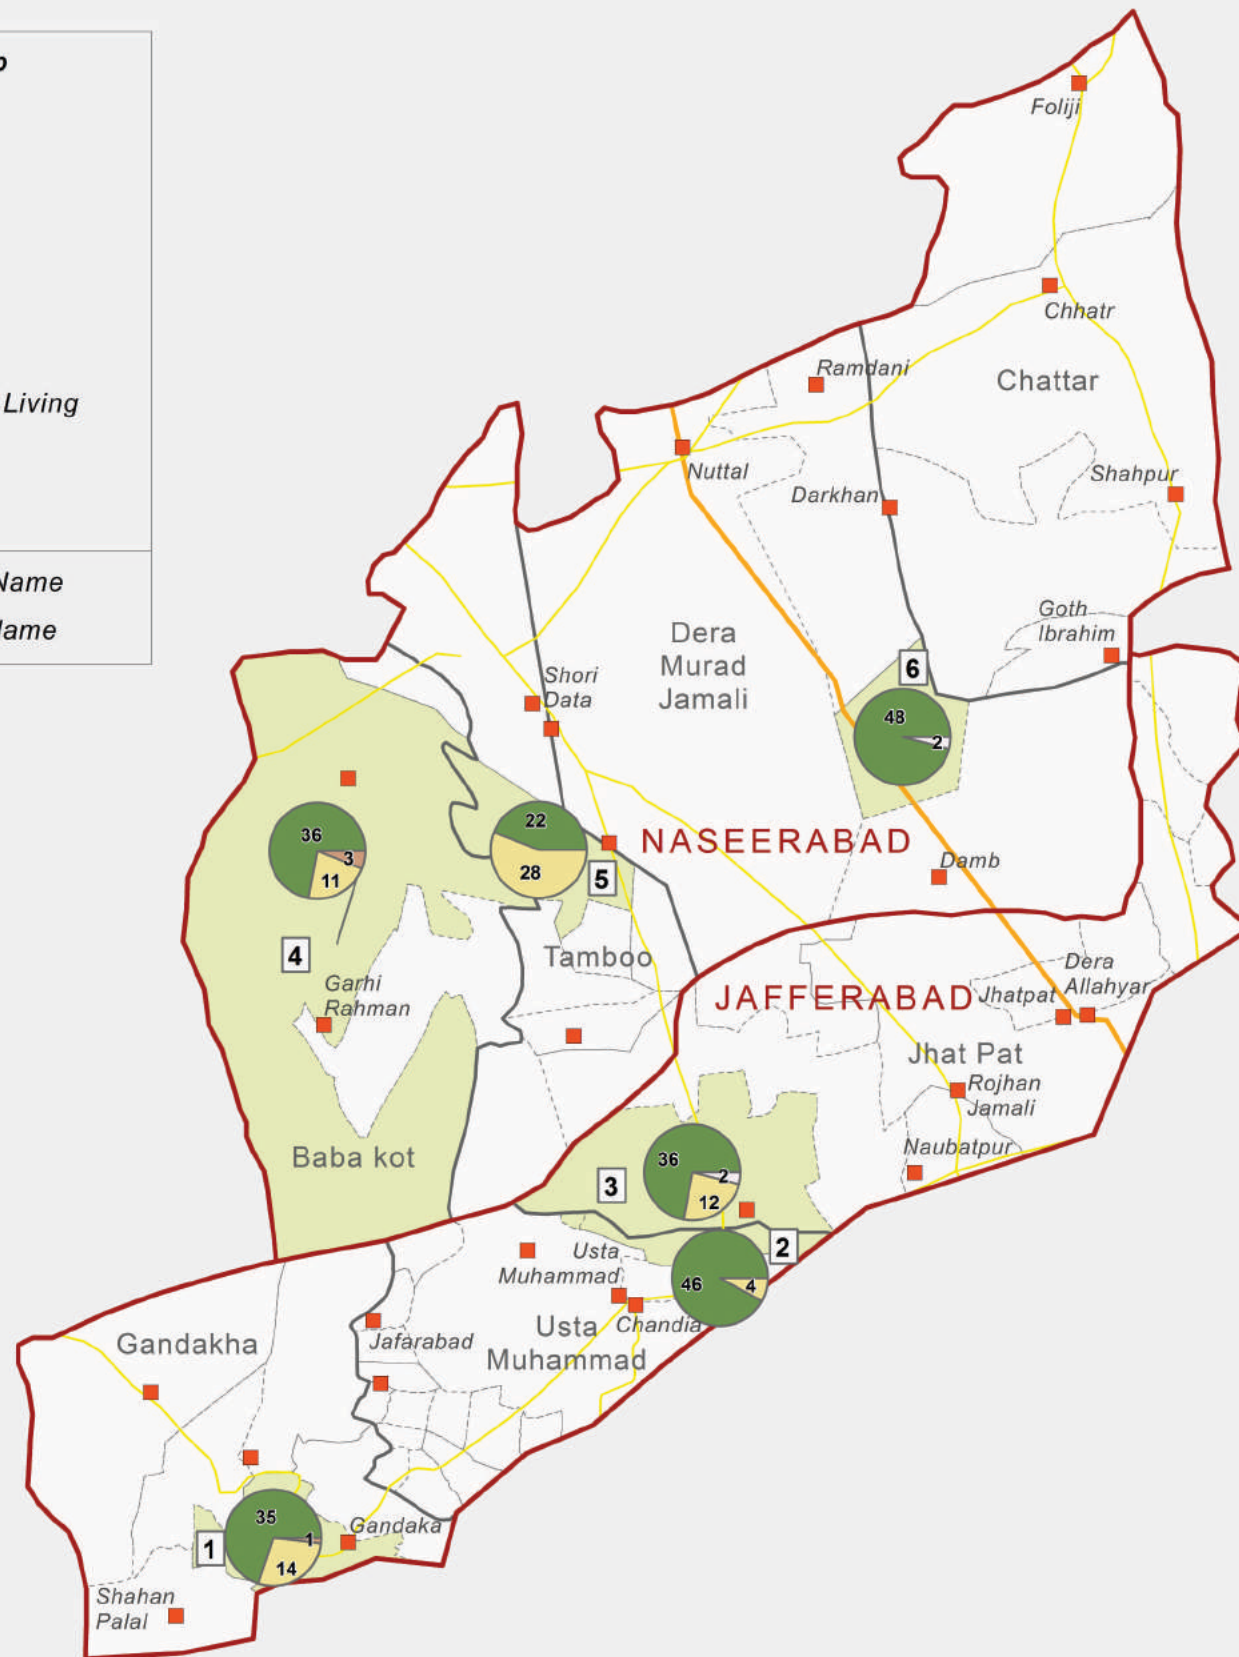 Living
Name
Foliji
Chhatr
Ramdani
Chattar
Nuttal
Shahpur
Darkhan
Goth
Ibrahim
Dera
Murad
Jamali
6
48
2
Shori
Data
36
3
11
22
28
5
NASEERABAD
Damb
4
Tamboo
Garhi
Rahman
JAFFERABAD
Dera
Allahyar
Jhatpat
Jhat Pat
Rojhan
Jamali
Naubatpur
Baba kot
3
36
2
12
2
46
4
Usta
Muhammad
Chandia
Usta
Muhammad
Gandakha
Jafarabad
1
35
1
14
Gandaka
Shahan
Palal